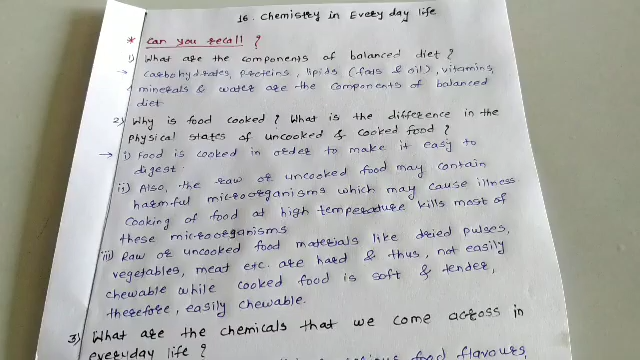 16. Chemistry in Every day life
* Can you recall ?
1) What are the components of balanced diet ?
→ Carbohydrates, proteins, lipids (fats & oil), vitamins,
minerals & water are the components of balanced
diet
2) Why is food cooked ? What is the difference in the
physical states of uncooked & cooked food ?
→ i) Food is cooked in order to make it easy to
digest.
ii) Also, the raw or uncooked food may contain
harmful microorganisms which may cause illness
Cooking of food at high temperature kills most of
these microorganisms
iii) Raw or uncooked food materials like dried pulses,
vegetables, meat etc. are hard & thus, not easily
chewable while cooked food is soft & tender,
therefore, easily chewable.
3) What are the chemicals that we come across in
everyday life ?
food flavours,